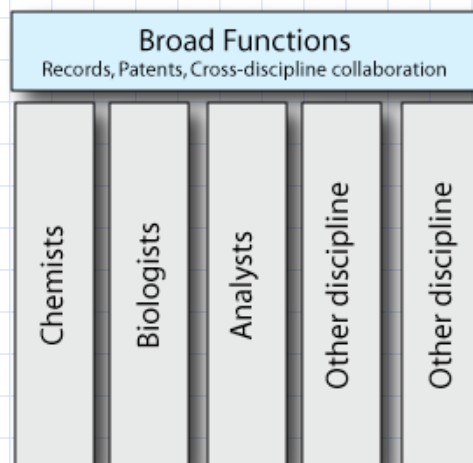 Broad Functions
Records, Patents, Cross-discipline collaboration
Chemists
Biologists
Analysts
Other discipline
Other discipline